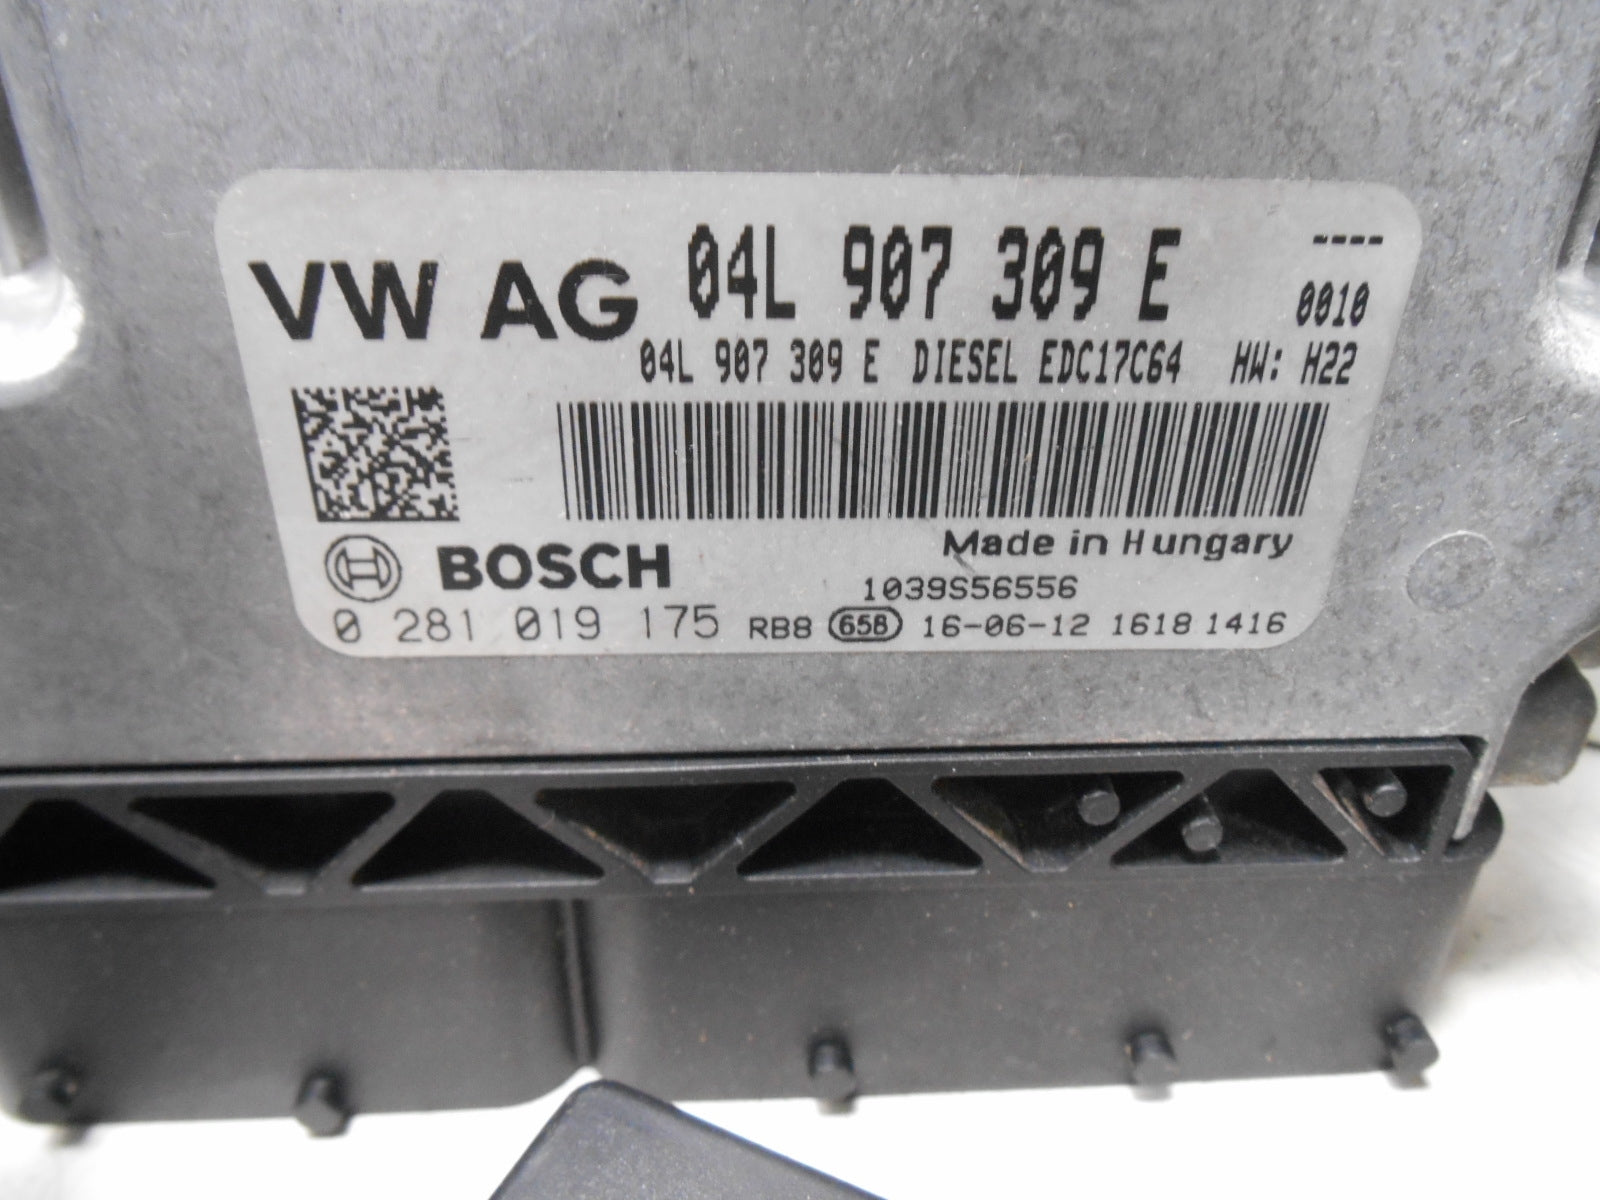 VW AG 04L 907 309 E ----
0010
04L 907 309 E DIESEL EDC17C64 HW: H22
Made in Hungary
BOSCH
1039S56556
0 281 019 175 RB8 658 16-06-12 1618 1416